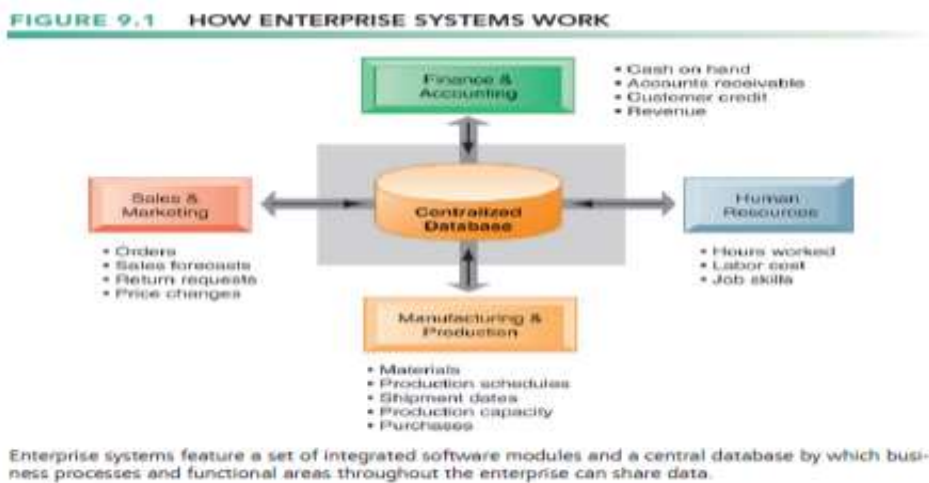 FIGURE 9.1 HOW ENTERPRISE SYSTEMS WORK
Finance &
Accounting
• Cash on hand
• Accounts receivable
• Customer credit
• Revenue
Sales &
Marketing
• Orders
• Sales forecasts
• Return requests
• Price changes
Centralized
Database
Human
Resources
• Hours worked
• Labor cost
• Job skills
Manufacturing &
Production
• Materials
• Production schedules
• Shipment dates
• Production capacity
• Purchases
Enterprise systems feature a set of integrated software modules and a central database by which busi-
ness processes and functional areas throughout the enterprise can share data.